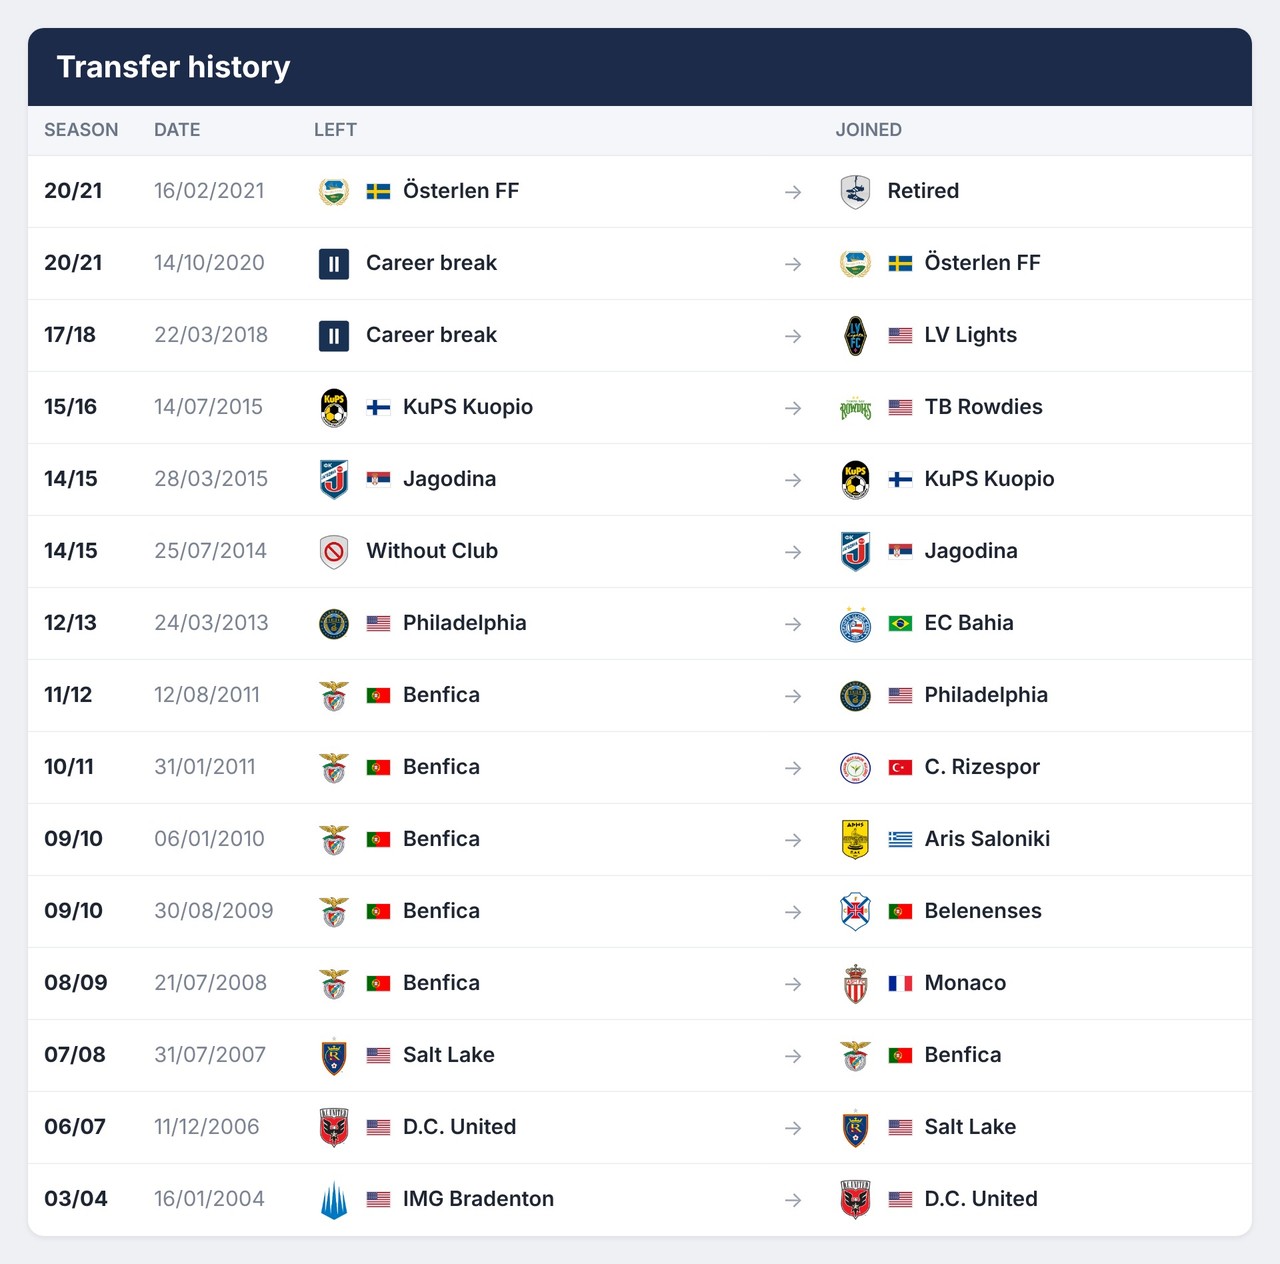 Transfer history
SEASON DATE LEFT JOINED
20/21 16/02/2021 Österlen FF → Retired
20/21 14/10/2020 Career break → Österlen FF
17/18 22/03/2018 Career break → LV Lights
15/16 14/07/2015 KuPS Kuopio → TB Rowdies
14/15 28/03/2015 Jagodina → KuPS Kuopio
14/15 25/07/2014 Without Club → Jagodina
12/13 24/03/2013 Philadelphia → EC Bahia
11/12 12/08/2011 Benfica → Philadelphia
10/11 31/01/2011 Benfica → C. Rizespor
09/10 06/01/2010 Benfica → Aris Saloniki
09/10 30/08/2009 Benfica → Belenenses
08/09 21/07/2008 Benfica → Monaco
07/08 31/07/2007 Salt Lake → Benfica
06/07 11/12/2006 D.C. United → Salt Lake
03/04 16/01/2004 IMG Bradenton → D.C. United